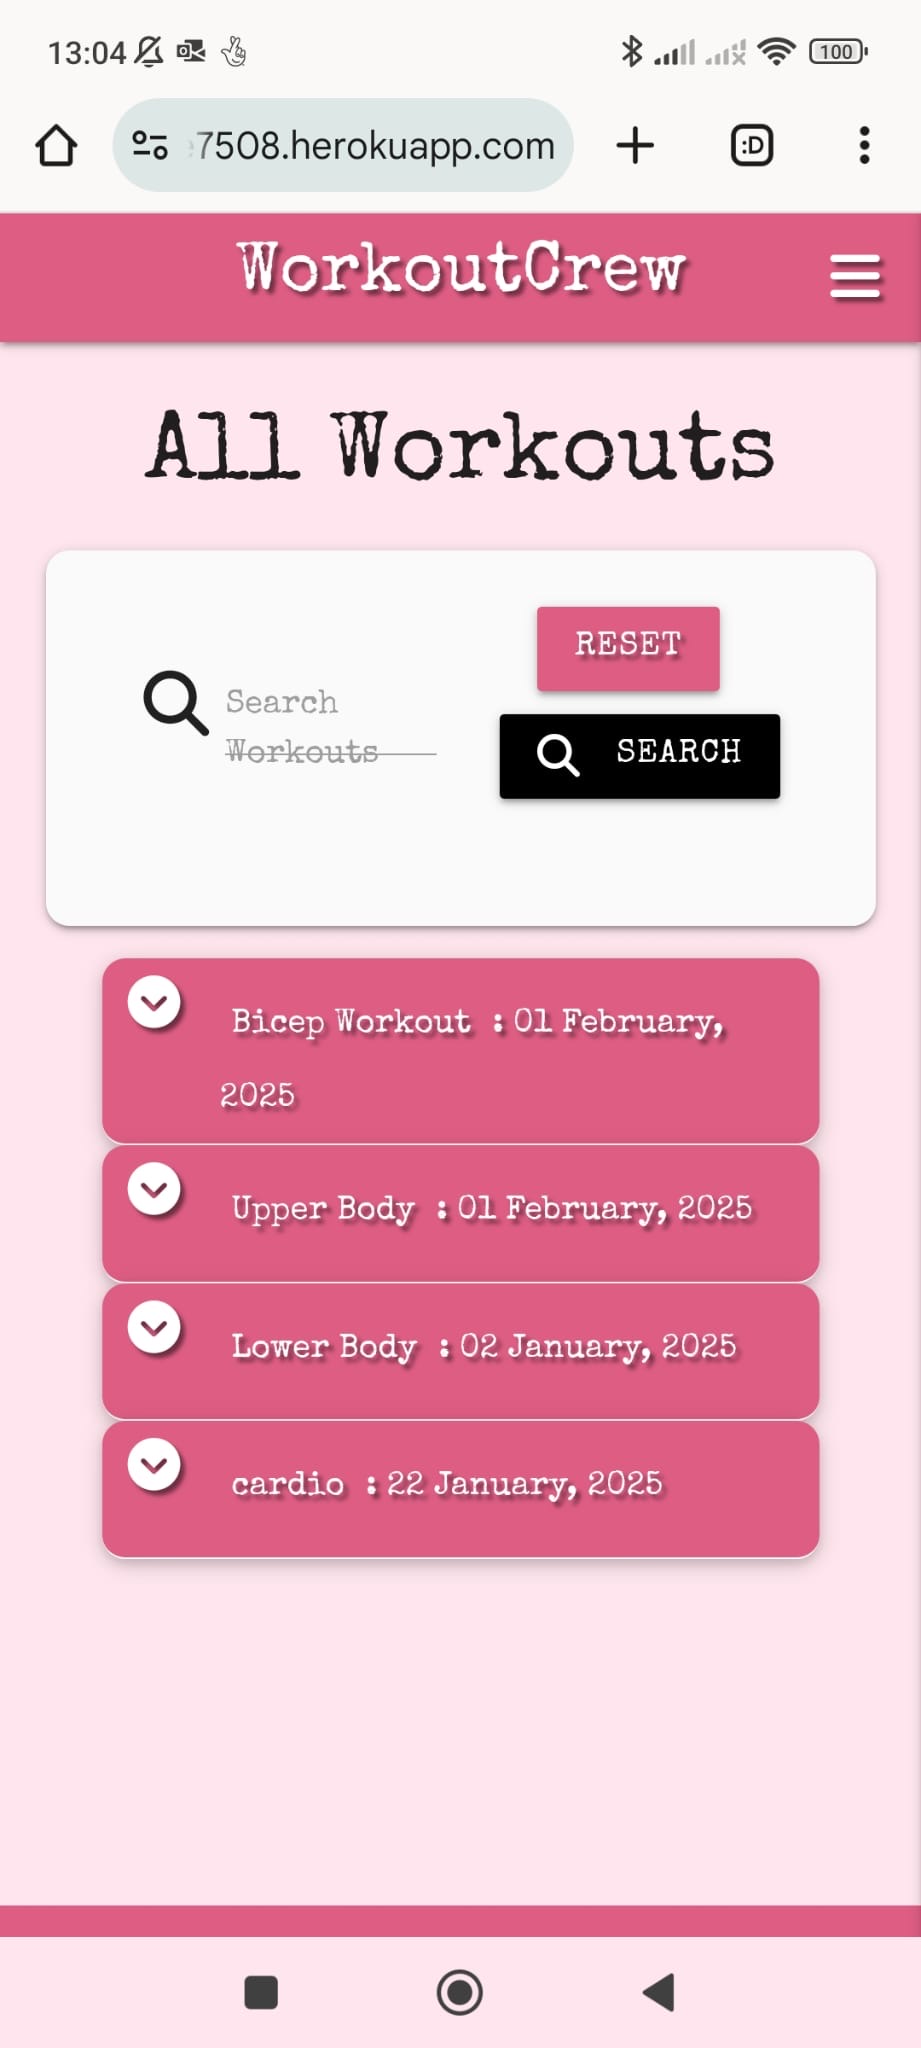 13:04
100
7508.herokuapp.com
:D
WorkoutCrew
All Workouts
RESET
Search
Workouts
SEARCH
Bicep Workout : 01 February,
2025
Upper Body : 01 February, 2025
Lower Body : 02 January, 2025
cardio : 22 January, 2025